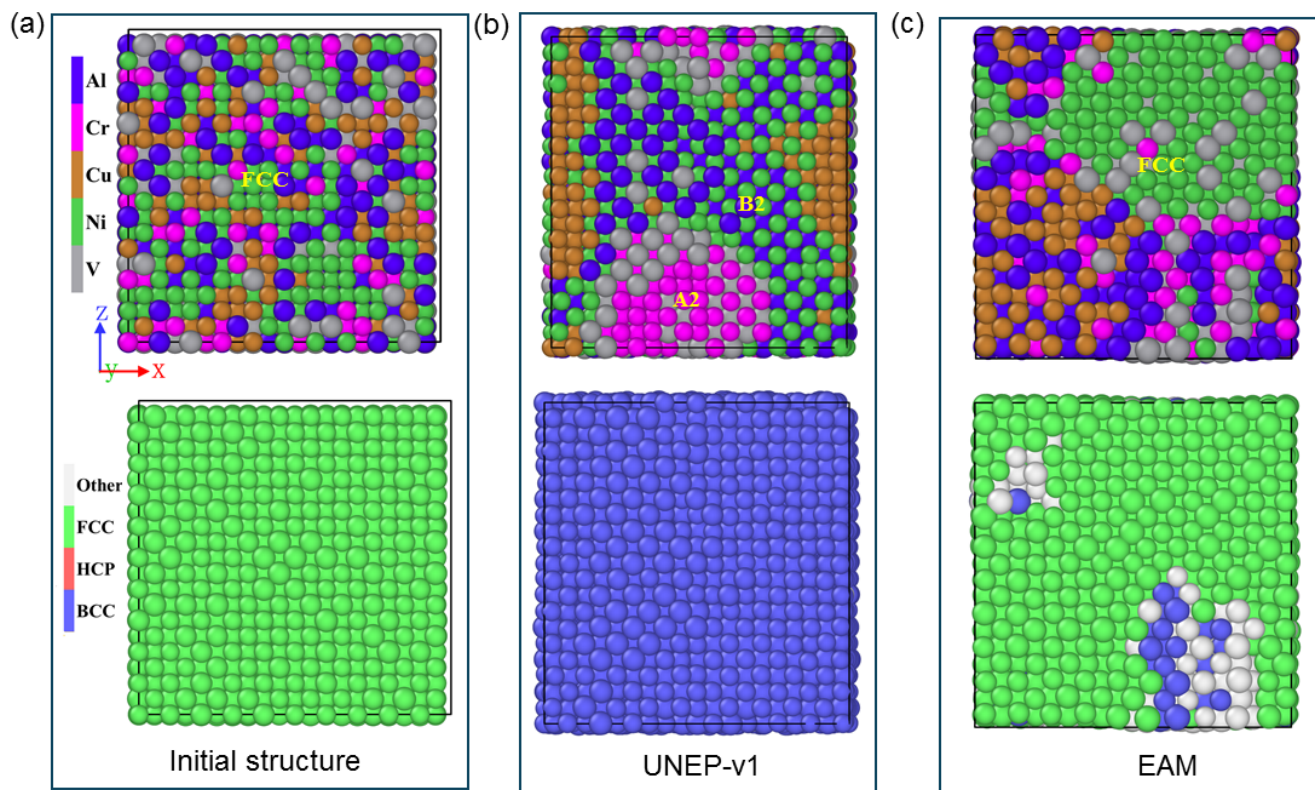 (a)
(b)
(c)
Al
Cr
Cu
Ni
V
FCC
Z
y
X
B2
A2
FCC
Other
FCC
HCP
BCC
Initial structure
UNEP-v1
EAM